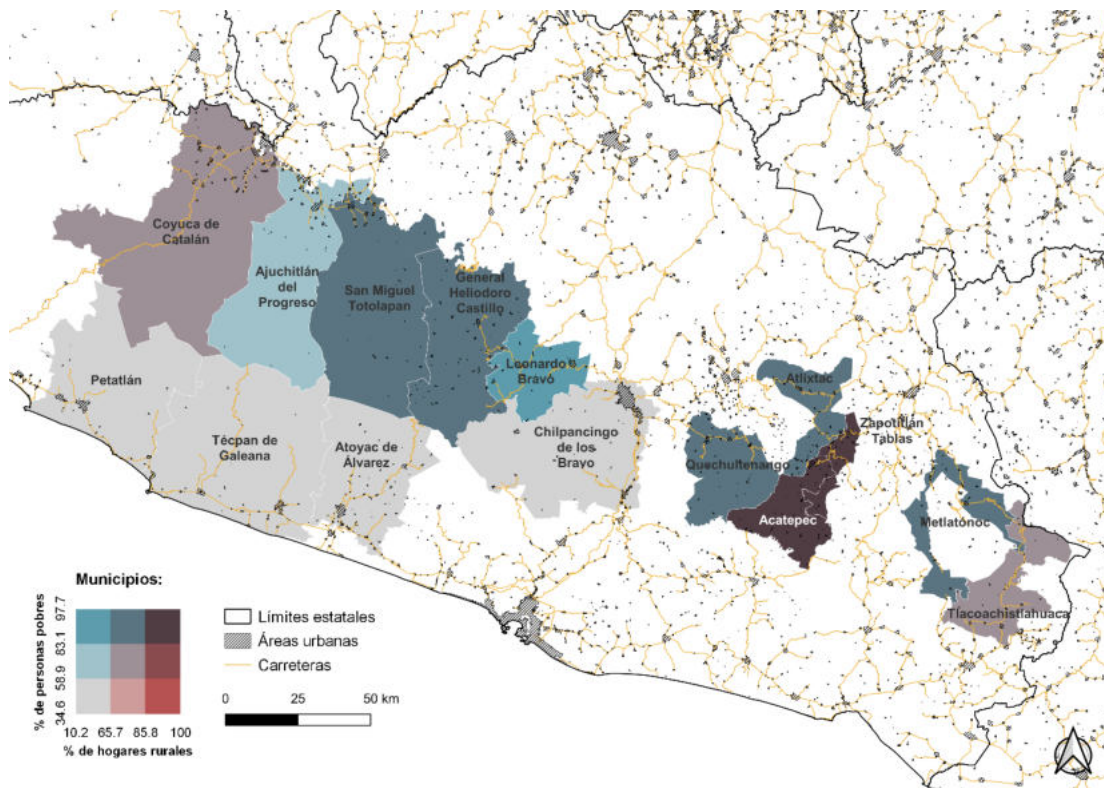 Coyuca de
Catalán
Ajuchitlán
del
Progreso
San Miguel
Totolapan
General
Heliodoro
Castillo
Leonardo
Bravo
Petatlán
Técpan de
Galeana
Atoyac de
Álvarez
Chilpancingo
de los
Bravo
Atlixtac
Zapotitlán
Tablas
Quechultenango
Acatepec
Metlatónoc
Tlacoachistlahuaca
Municipios:
% de personas pobres
97.7
83.1
58.9
34.6
10.2 65.7 85.8 100
% de hogares rurales
Límites estatales
Áreas urbanas
Carreteras
0 25 50 km